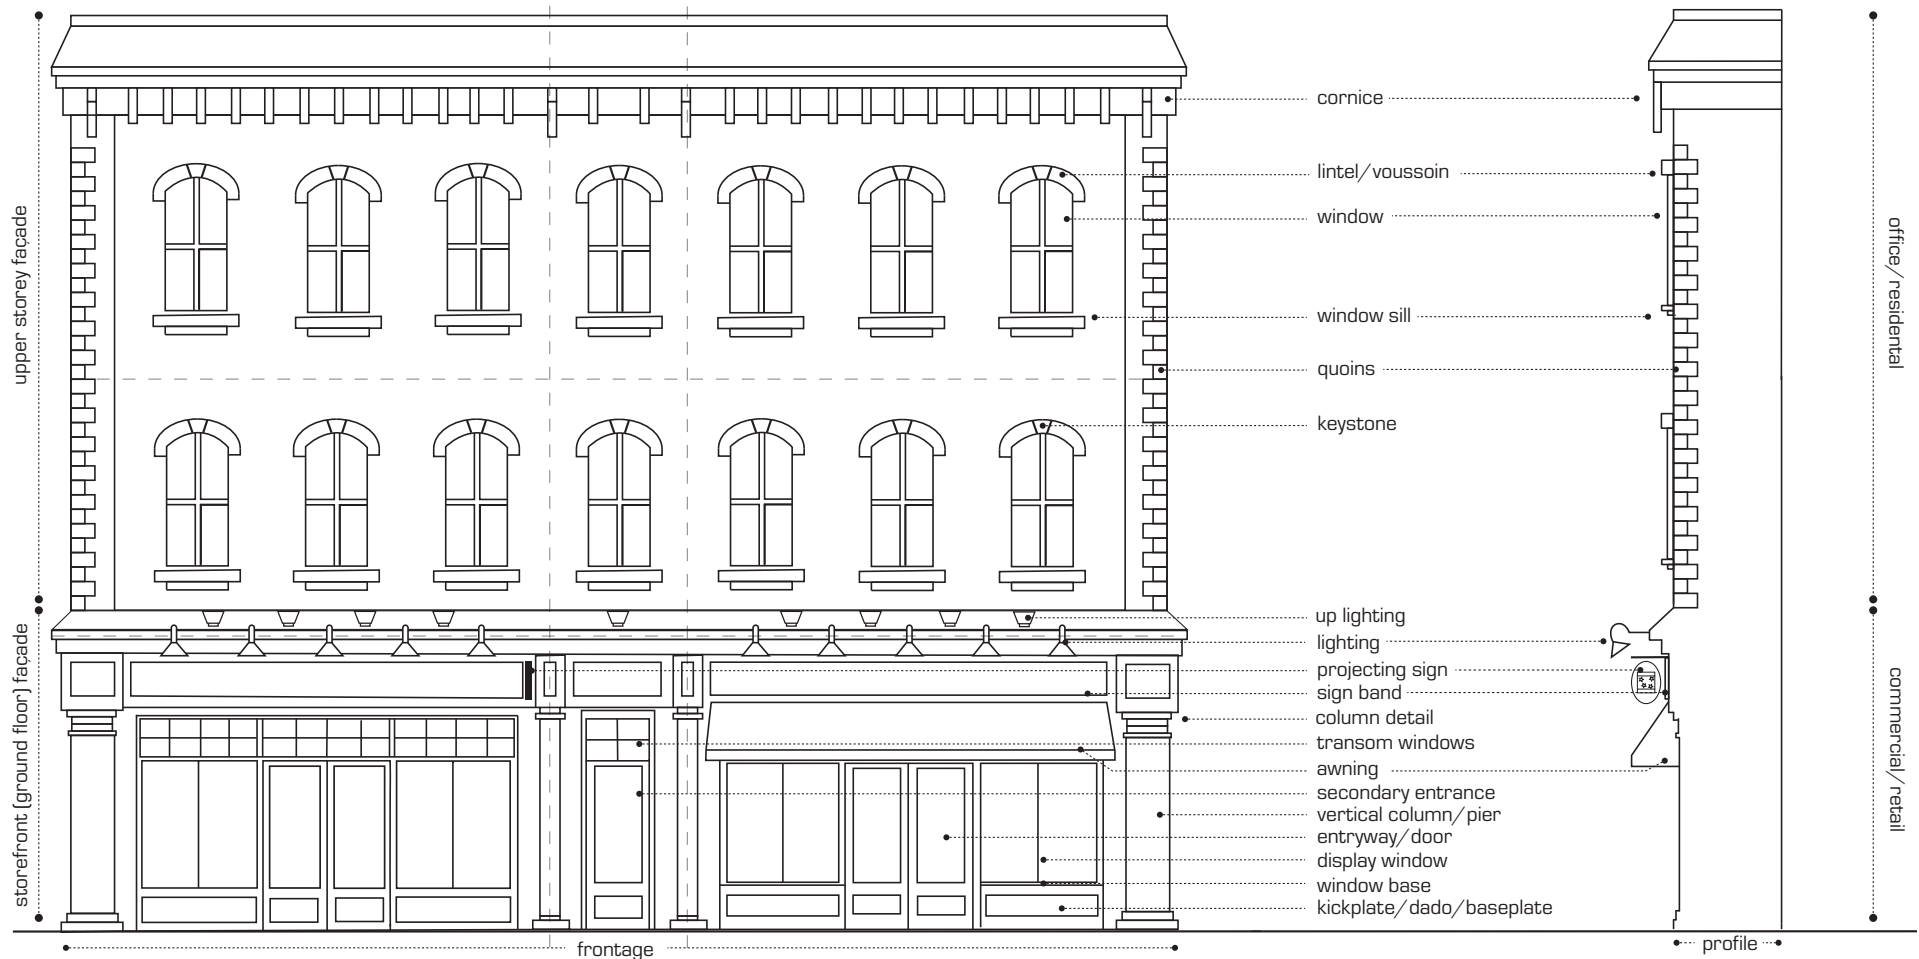 cornice
lintel/voussoin
window
window sill
quoins
keystone
up lighting
lighting
projecting sign
sign band
column detail
transom windows
awning
secondary entrance
vertical column/pier
entryway/door
display window
window base
kickplate/dado/baseplate
upper storey façade
storefront (ground floor) façade
office/residental
commercial/retail
frontage
profile